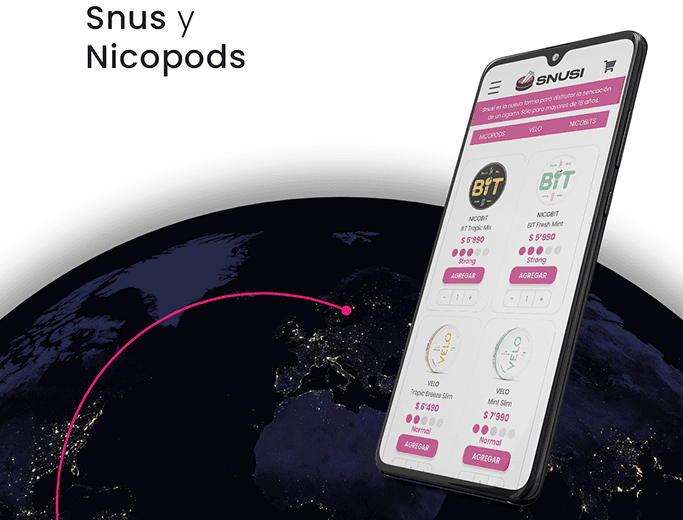 Snus y
Nicopods
SNUSI
Snusi es la nueva forma para disfrutar la sencación
de un cigarro. Sólo para mayores de 18 años.
NICOPODS VELO NICOBITS
BiT
NICOBIT
BIT Tropic Mix
$ 5'990
Strong
AGREGAR
- 1 +
BiT
NICOBIT
BIT Fresh Mint
$ 5'990
Strong
AGREGAR
- 1 +
VELO
VELO
Tropic Breeze Slim
$ 6'490
Normal
AGREGAR
VELO
VELO
Mint Slim
$ 7'990
Normal
AGREGAR